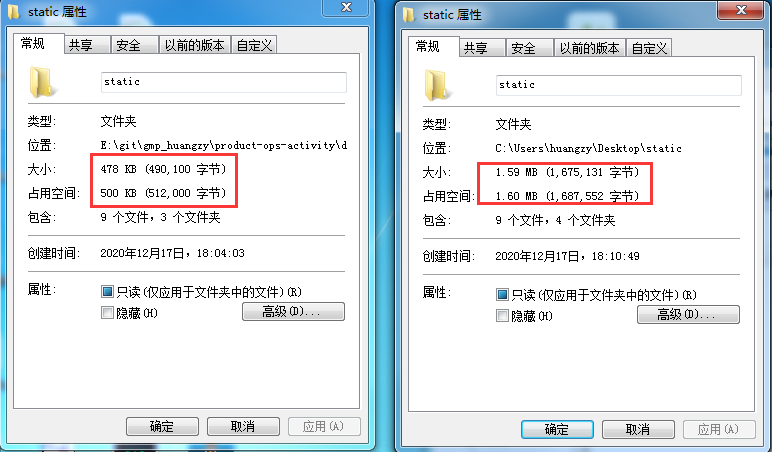 static 属性
常规 共享 安全 以前的版本 自定义
static
类型: 文件夹
位置: E:\git\gmp_huangzy\product-ops-activity\d
大小: 478 KB (490,100 字节)
占用空间: 500 KB (512,000 字节)
包含: 9 个文件，3 个文件夹
创建时间: 2020年12月17日，18:04:03
属性: 只读(仅应用于文件夹中的文件)(R)
隐藏(H) 高级(D)...
确定 取消 应用(A)
static 属性
常规 共享 安全 以前的版本 自定义
static
类型: 文件夹
位置: C:\Users\huangzy\Desktop\static
大小: 1.59 MB (1,675,131 字节)
占用空间: 1.60 MB (1,687,552 字节)
包含: 9 个文件，4 个文件夹
创建时间: 2020年12月17日，18:10:49
属性: 只读(仅应用于文件夹中的文件)(R)
隐藏(H) 高级(D)...
确定 取消 应用(A)